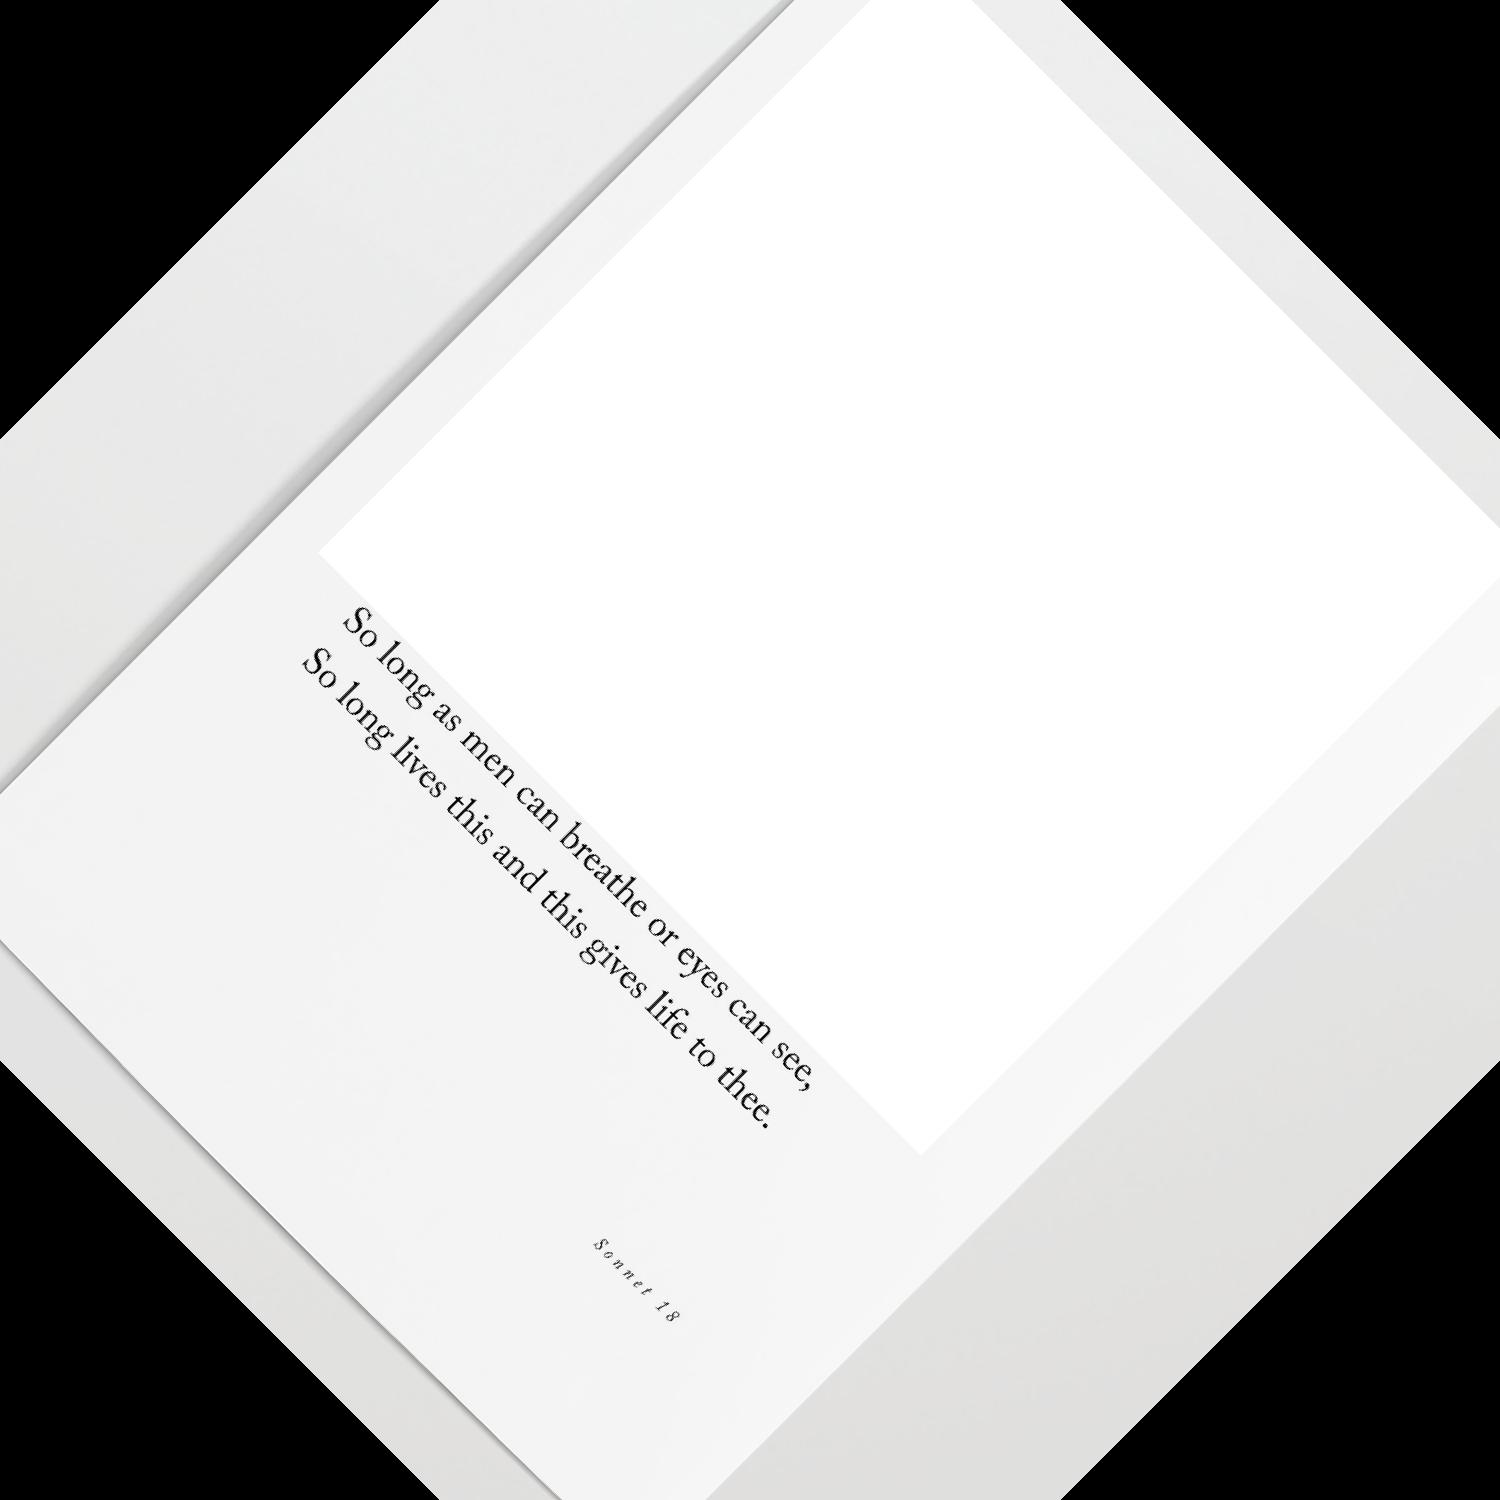 So long as men can breathe or eyes can see,
So long lives this and this gives life to thee.
Sonnet 18